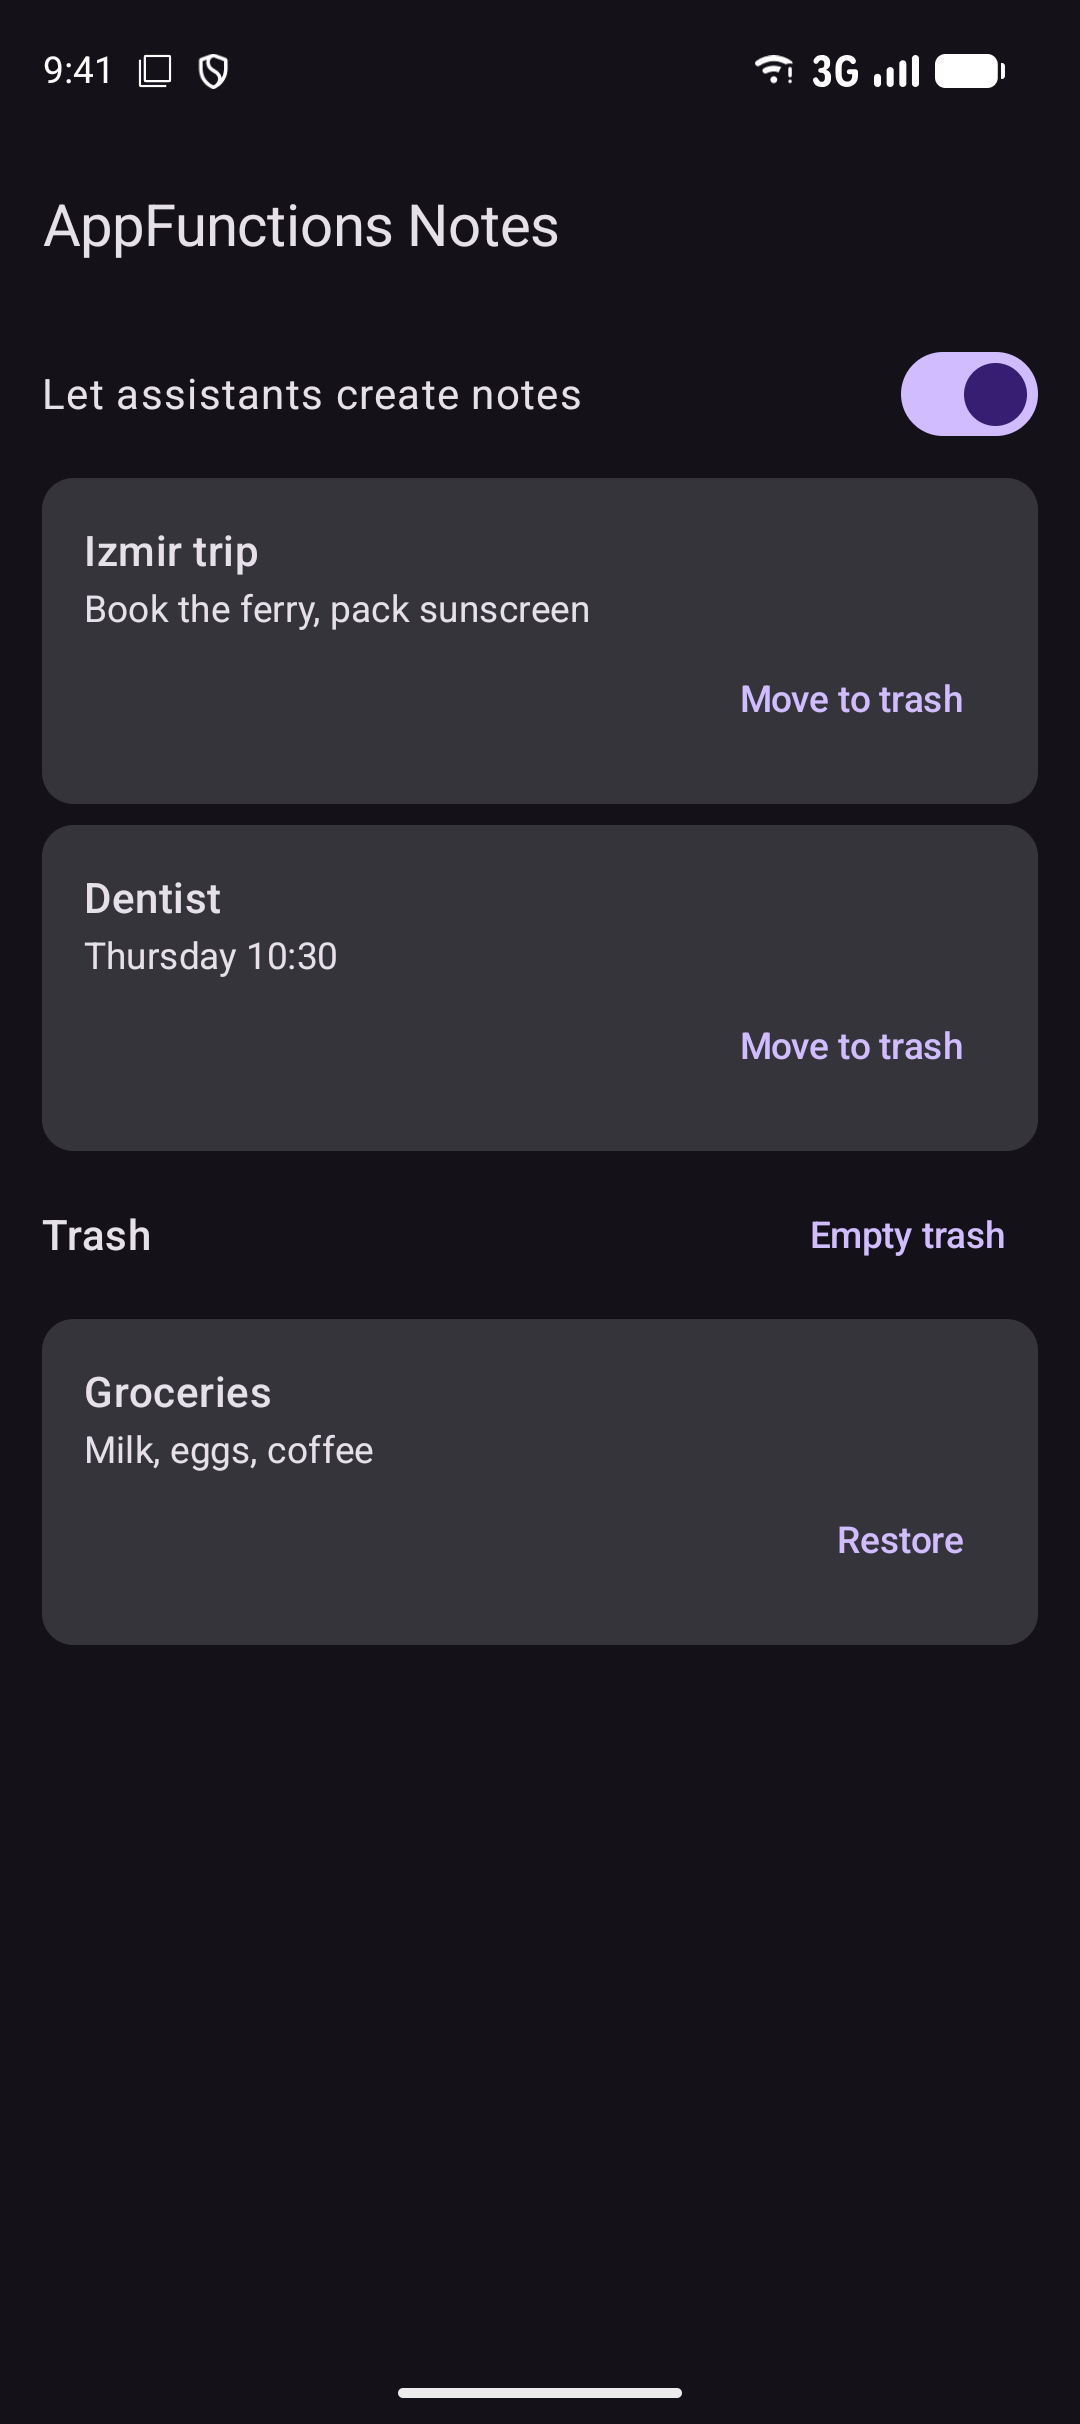 9:41
3G
AppFunctions Notes
Let assistants create notes
Izmir trip
Book the ferry, pack sunscreen
Move to trash
Dentist
Thursday 10:30
Move to trash
Trash
Empty trash
Groceries
Milk, eggs, coffee
Restore